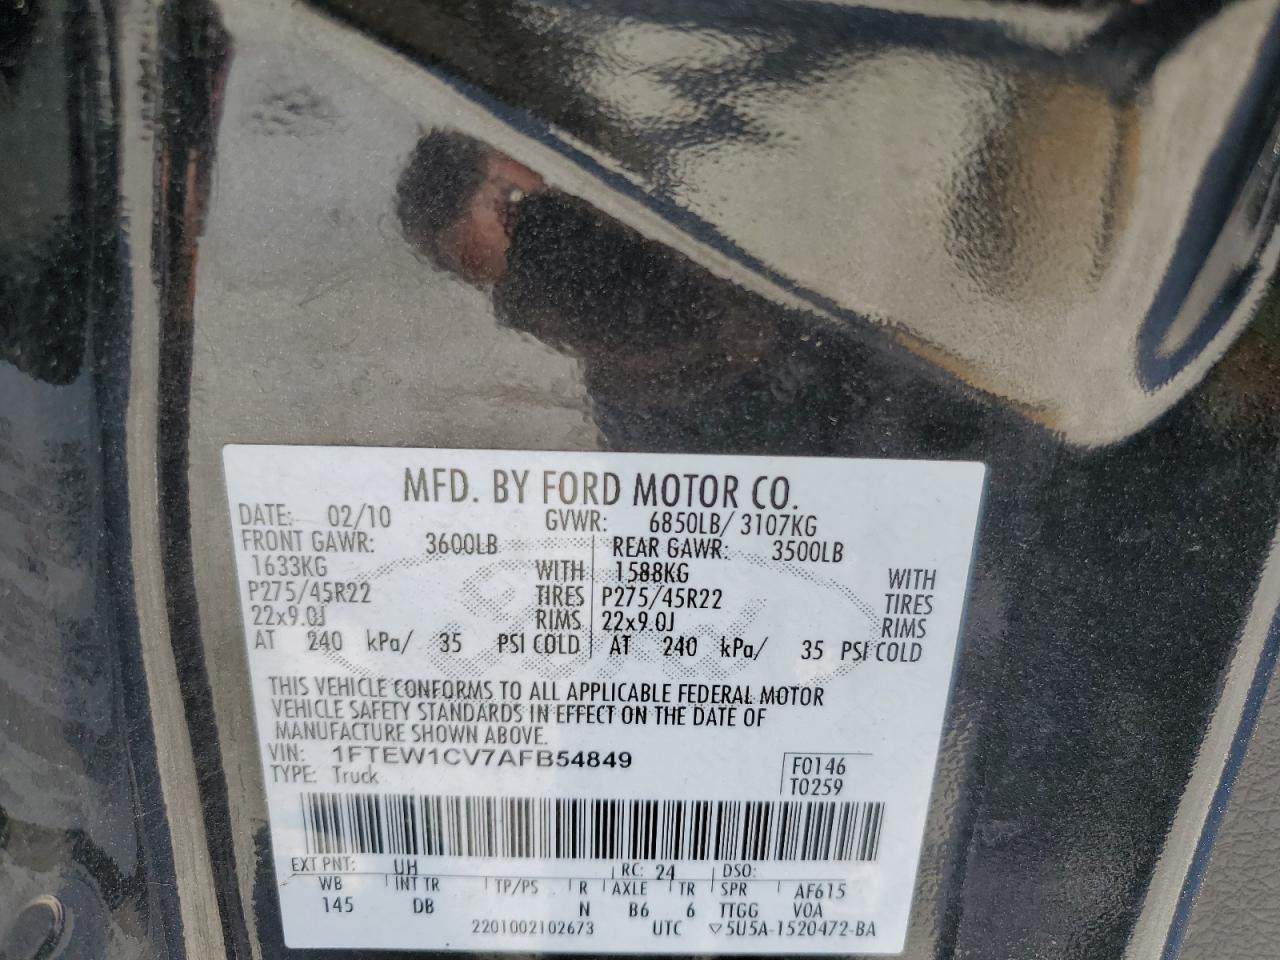 MFD. BY FORD MOTOR CO.
DATE: 02/10 GVWR: 6850LB/ 3107KG
FRONT GAWR: 3600LB REAR GAWR: 3500LB
1633KG WITH 1588KG WITH
P275/45R22 TIRES P275/45R22 TIRES
22x9.0J RIMS 22x9.0J RIMS
AT 240 kPa/ 35 PSI COLD AT 240 kPa/ 35 PSI COLD
THIS VEHICLE CONFORMS TO ALL APPLICABLE FEDERAL MOTOR
VEHICLE SAFETY STANDARDS IN EFFECT ON THE DATE OF
MANUFACTURE SHOWN ABOVE.
VIN: 1FTEW1CV7AFB54849 F0146
TYPE: Truck T0259
EXT PNT: UH RC: 24 DSO:
WB INT TR TP/PS R AXLE TR SPR AF615
145 DB N B6 6 TTGG VOA
2201002102673 UTC ▽5U5A-1520472-BA